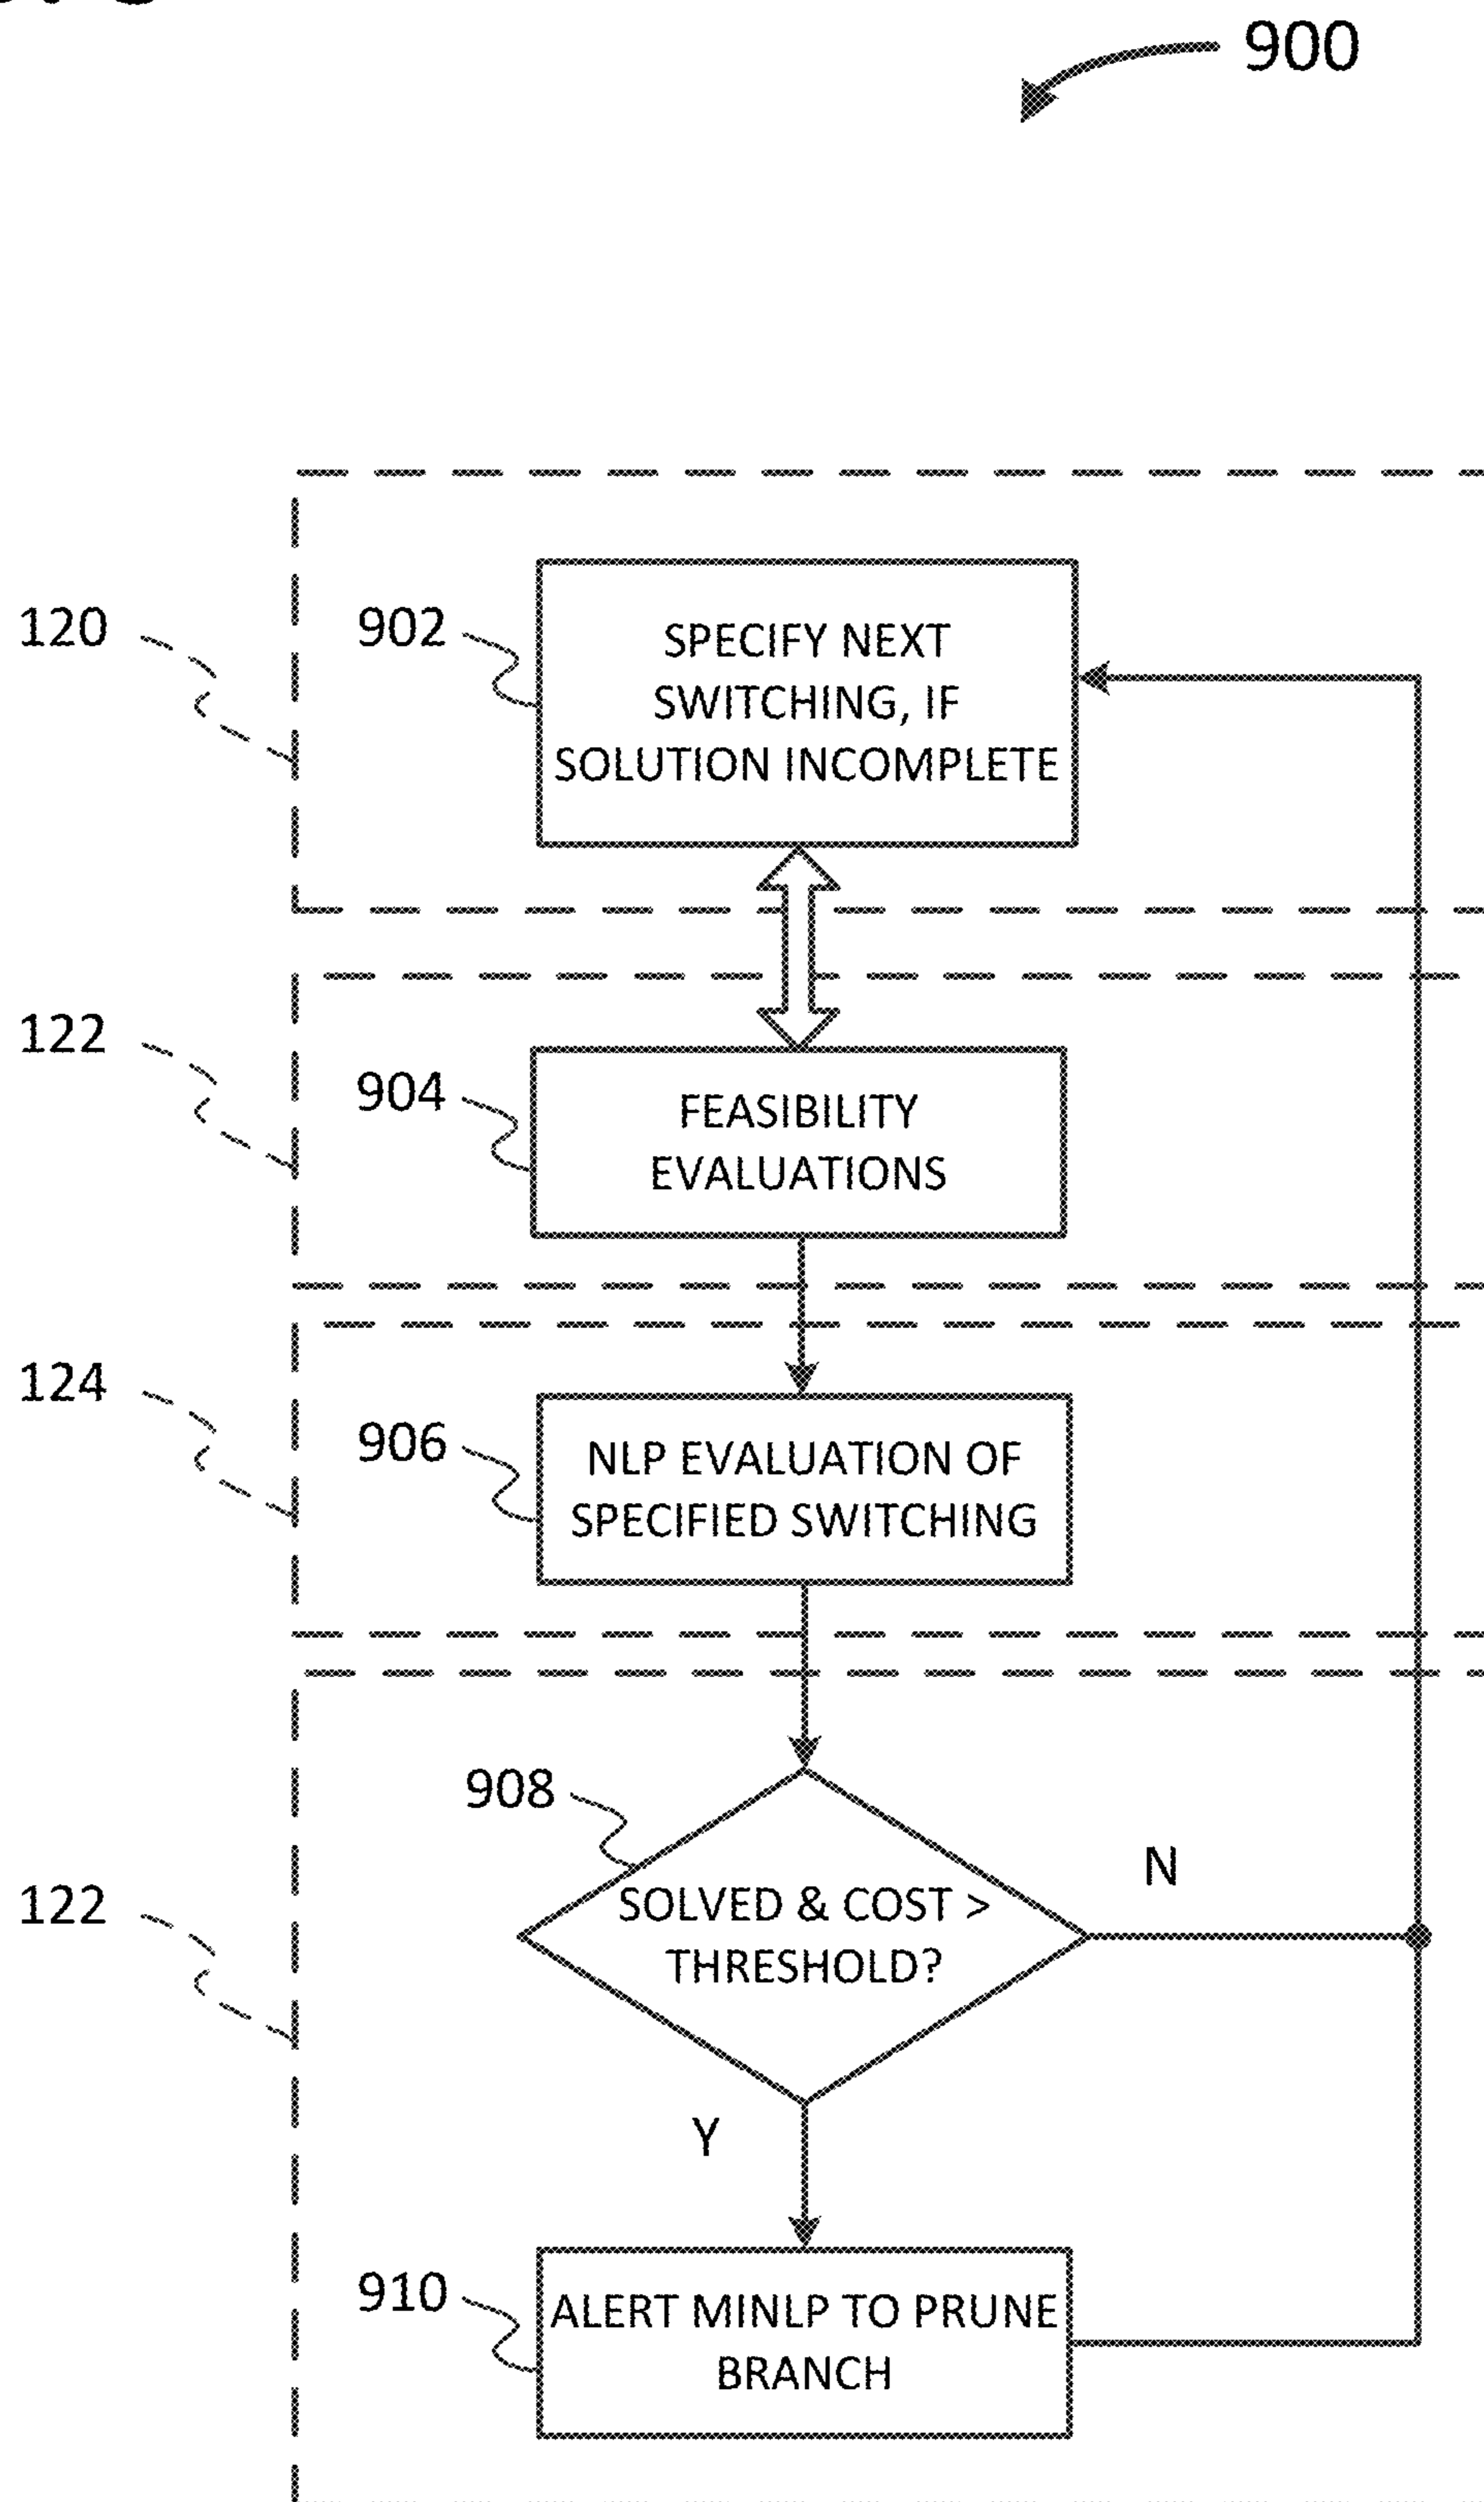 900
120
902
SPECIFY NEXT
SWITCHING, IF
SOLUTION INCOMPLETE
122
904
FEASIBILITY
EVALUATIONS
124
906
NLP EVALUATION OF
SPECIFIED SWITCHING
908
122
SOLVED & COST >
THRESHOLD?
N
Y
910
ALERT MINLP TO PRUNE
BRANCH